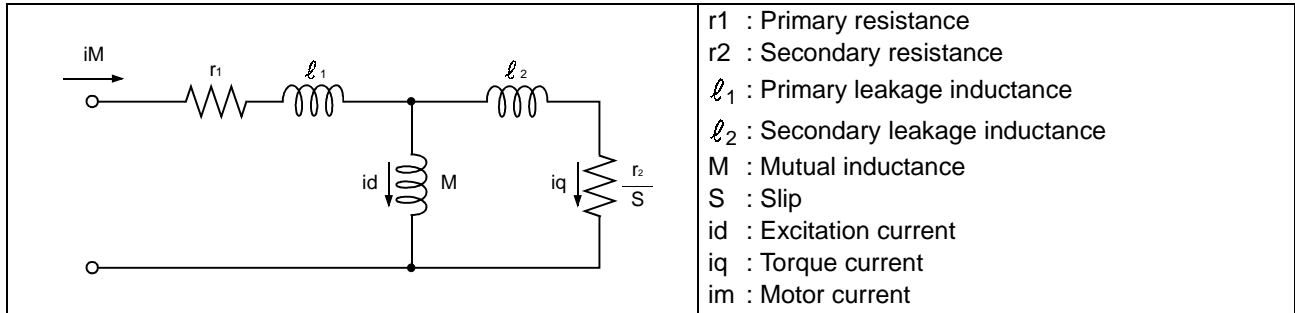 iM
r1
ℓ1
ℓ2
id
M
iq
r2
S
r1 : Primary resistance
r2 : Secondary resistance
ℓ1 : Primary leakage inductance
ℓ2 : Secondary leakage inductance
M : Mutual inductance
S : Slip
id : Excitation current
iq : Torque current
im : Motor current